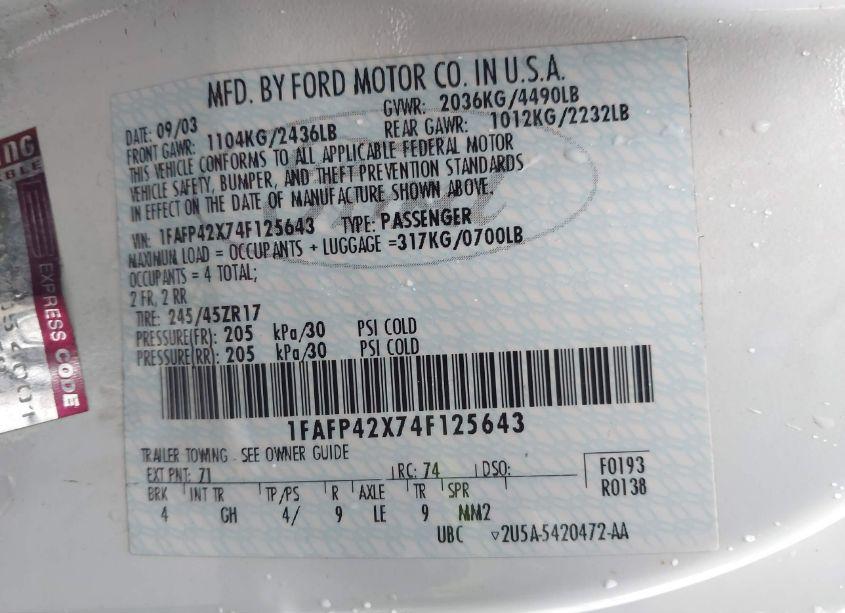 MFD. BY FORD MOTOR CO. IN U.S.A.
DATE: 09/03 GVWR: 2036KG/4490LB
FRONT GAWR: 1104KG/2436LB REAR GAWR: 1012KG/2232LB
THIS VEHICLE CONFORMS TO ALL APPLICABLE FEDERAL MOTOR
VEHICLE SAFETY, BUMPER, AND THEFT PREVENTION STANDARDS
IN EFFECT ON THE DATE OF MANUFACTURE SHOWN ABOVE.
VIN: 1FAFP42X74F125643 TYPE: PASSENGER
MAXIMUM LOAD = OCCUPANTS + LUGGAGE =317KG/0700LB
OCCUPANTS = 4 TOTAL;
2 FR, 2 RR
TIRE: 245/45ZR17
PRESSURE(FR): 205 kPa/30 PSI COLD
PRESSURE(RR): 205 kPa/30 PSI COLD
1FAFP42X74F125643
TRAILER TOWING - SEE OWNER GUIDE
EXT PNT: 71 RC: 74 DSO: F0193
R0138
BRK INT TR TP/PS R AXLE TR SPR
4 GH 4/ 9 LE 9 MM2
UBC ▽2U5A-5420472-AA
EXPRESS CODE